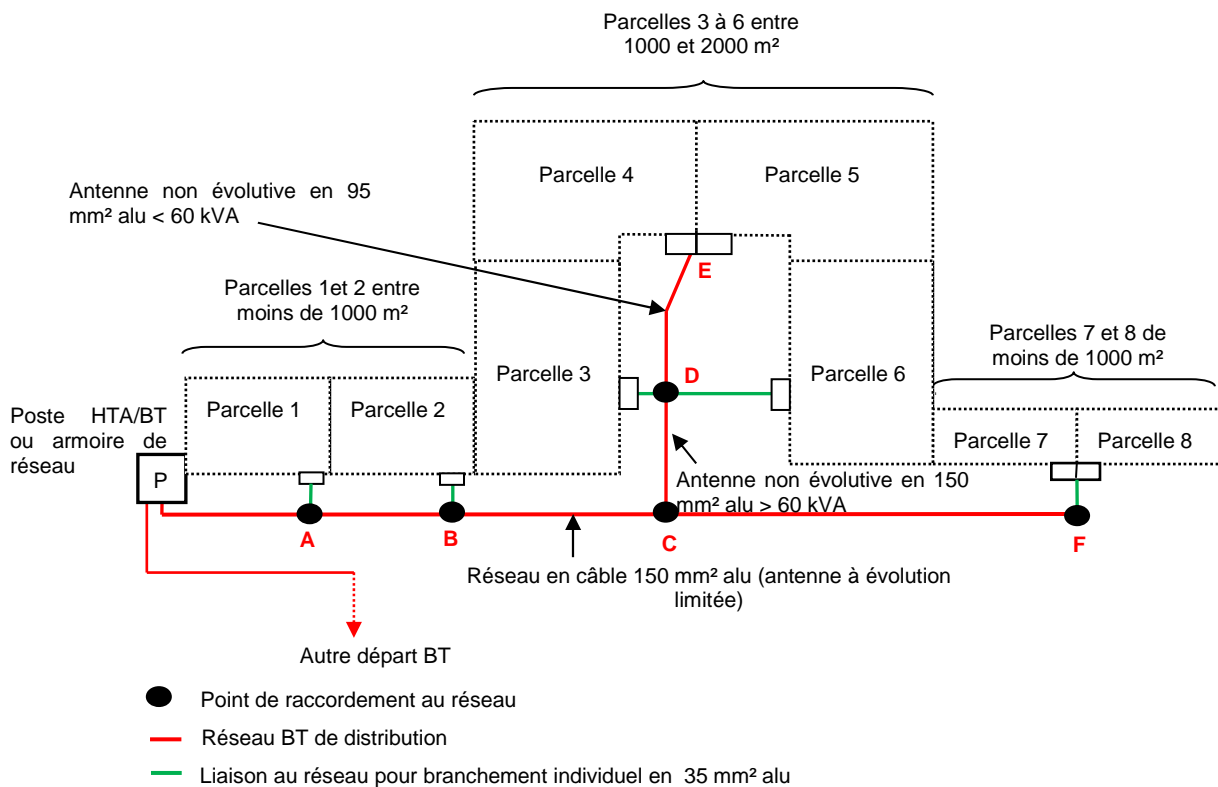 Parcelles 3 à 6 entre
1000 et 2000 m²
Parcelle 4
Parcelle 5
Antenne non évolutive en 95
mm² alu < 60 kVA
E
Parcelles 1et 2 entre
moins de 1000 m²
Parcelles 7 et 8 de
moins de 1000 m²
Parcelle 3
D
Parcelle 6
Poste HTA/BT
ou armoire de
réseau
Parcelle 1
Parcelle 2
Parcelle 7
Parcelle 8
P
Antenne non évolutive en 150
mm² alu > 60 kVA
A
B
C
F
Réseau en câble 150 mm² alu (antenne à évolution
limitée)
Autre départ BT
Point de raccordement au réseau
Réseau BT de distribution
Liaison au réseau pour branchement individuel en 35 mm² alu